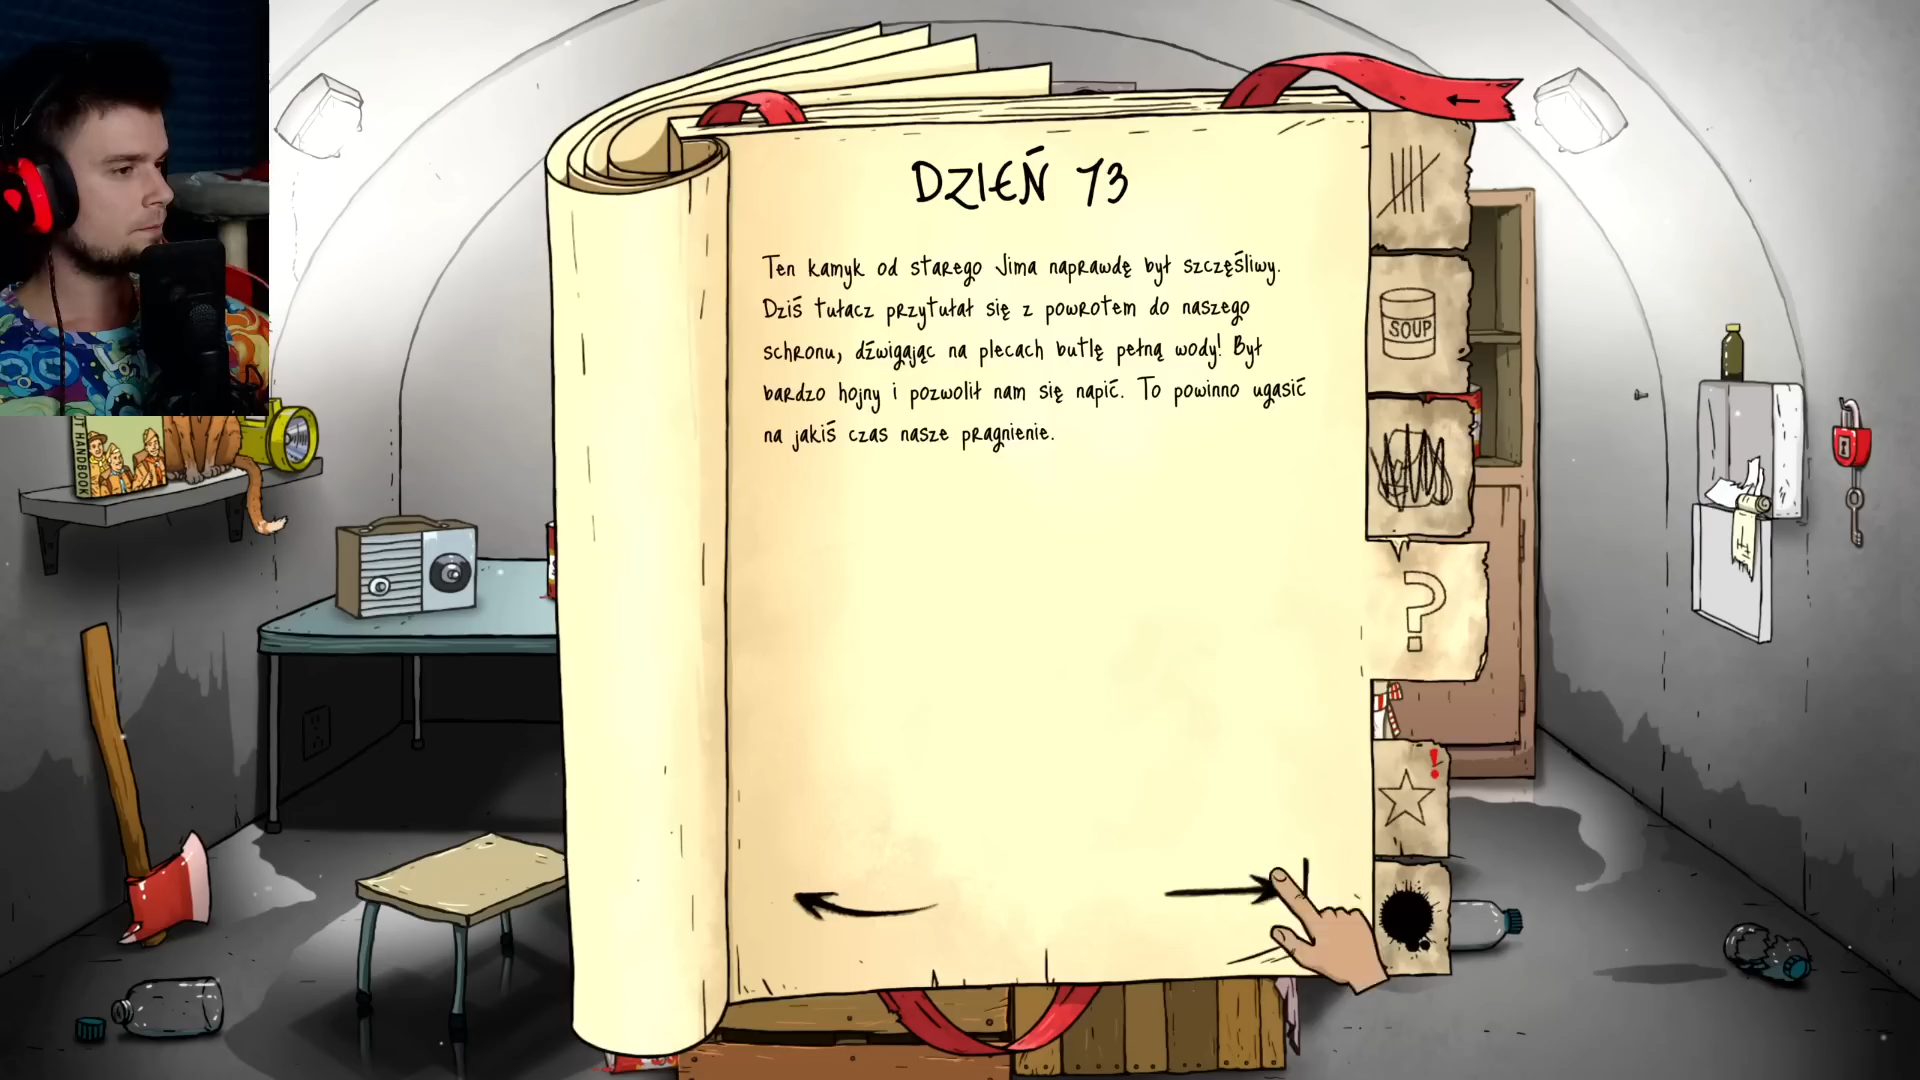 DZIEŃ 73
Ten kamyk od starego Jima naprawdę był szczęśliwy.
Dziś tułacz przytułał się z powrotem do naszego
schronu, dźwigając na plecach butlę pełną wody! Był
bardzo hojny i pozwolił nam się napić. To powinno ugasić
na jakiś czas nasze pragnienie.
SOUP
?
!
HANDBOOK